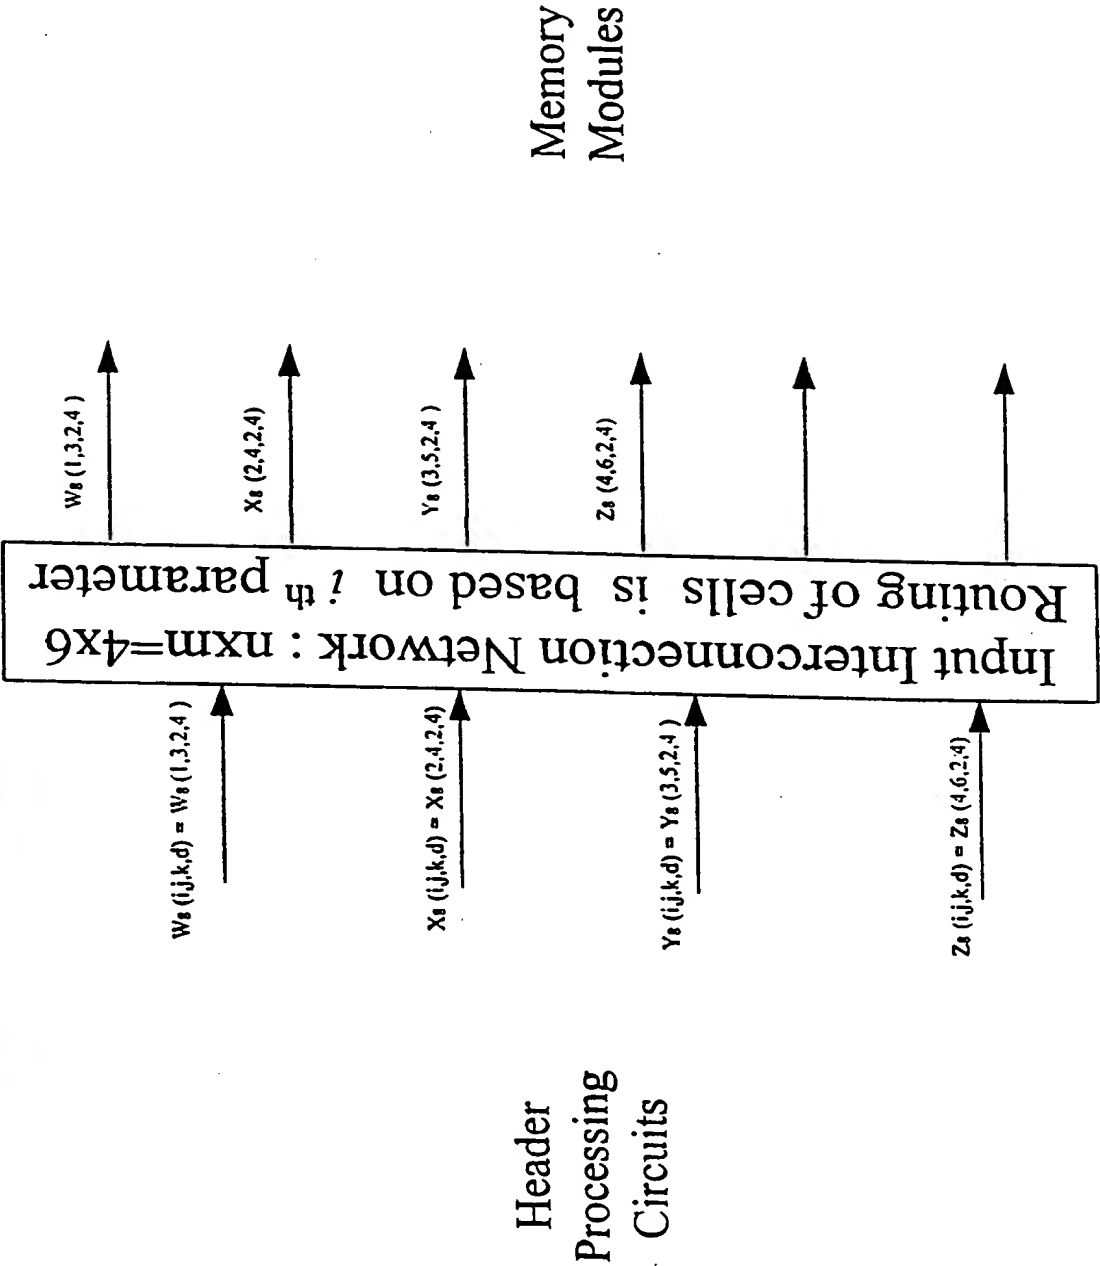 Header
Processing
Circuits
W8 (i,j,k,d) = W8 (1,3,2,4 )
X8 (i,j,k,d) = X8 (2,4,2,4)
Y8 (i,j,k,d) = Y8 (3,5,2,4 )
Z8 (i,j,k,d) = Z8 (4,6,2,4)
Input Interconnection Network : nxm=4x6
Routing of cells is based on i th parameter
W8 (1,3,2,4 )
X8 (2,4,2,4)
Y8 (3,5,2,4 )
Z8 (4,6,2,4)
Memory
Modules